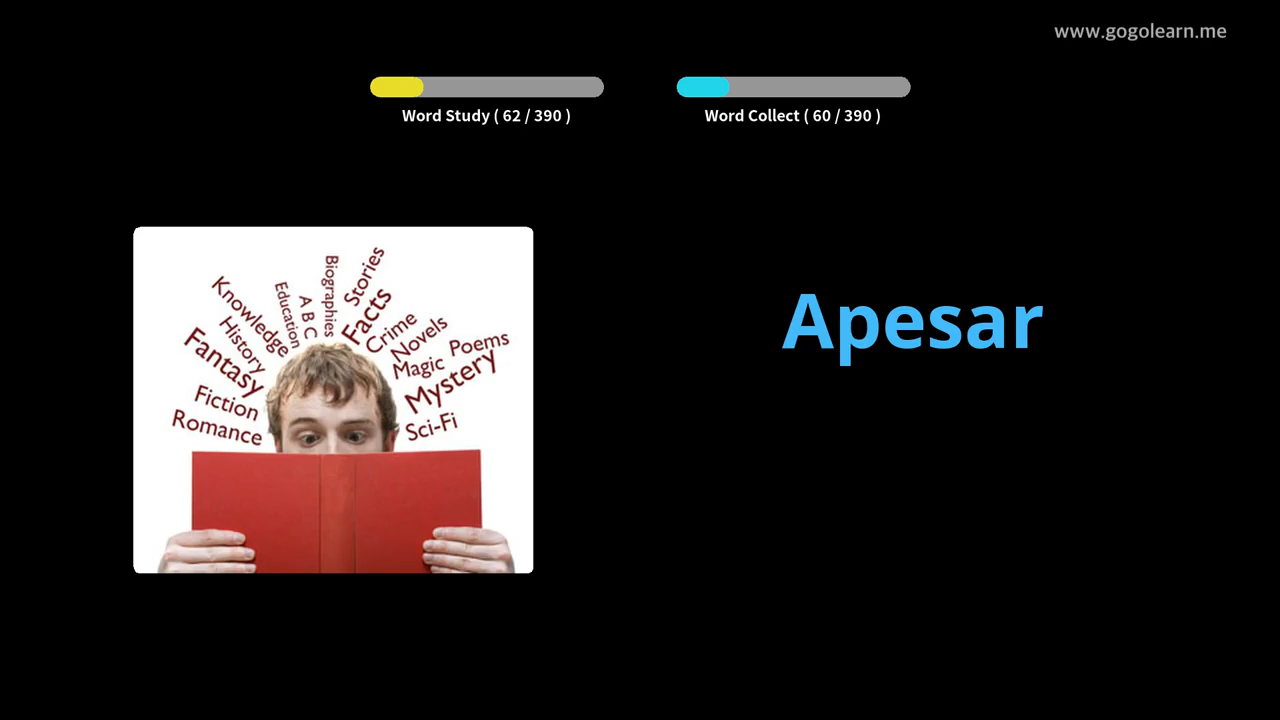 www.gogolearn.me
Word Study ( 62 / 390 )
Word Collect ( 60 / 390 )
Apesar
Romance
Fiction
Fantasy
History
Knowledge
Education
A B C
Biographies
Stories
Facts
Crime
Novels
Magic
Poems
Mystery
Sci-Fi